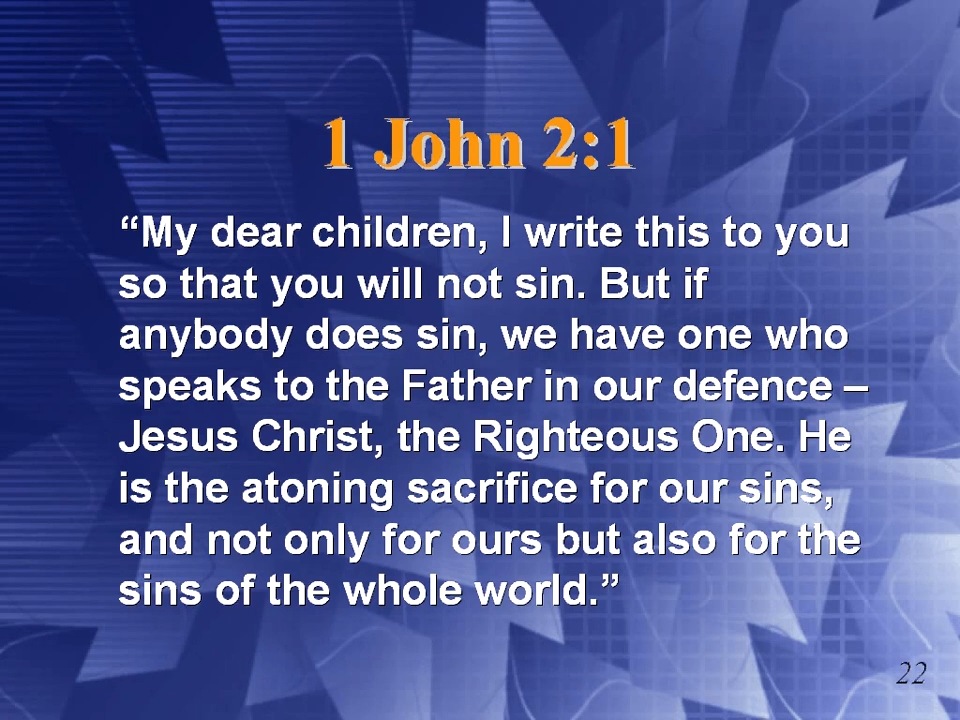 1 John 2:1
“My dear children, I write this to you
so that you will not sin. But if
anybody does sin, we have one who
speaks to the Father in our defence –
Jesus Christ, the Righteous One. He
is the atoning sacrifice for our sins,
and not only for ours but also for the
sins of the whole world.”
22